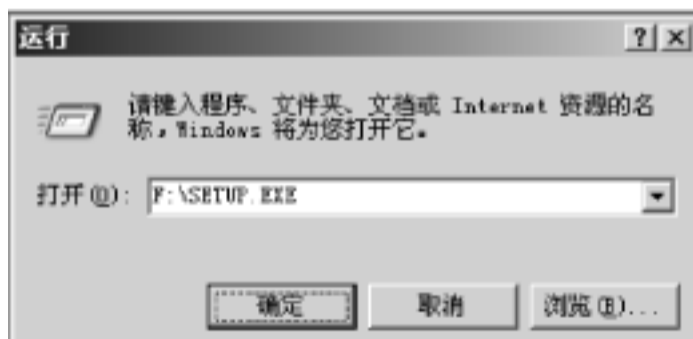 运行
请键入程序、文件夹、文档或 Internet 资源的名
称，Windows 将为您打开它。
打开(O): F:\SETUP.EXE
确定 取消 浏览(B)...